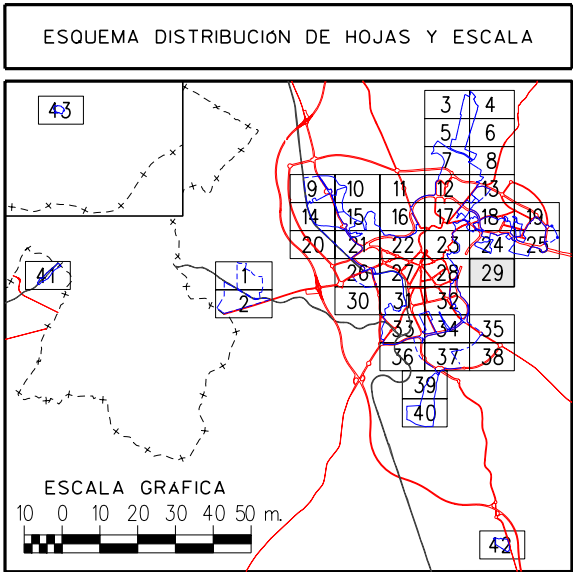 ESQUEMA DISTRIBUCIÓN DE HOJAS Y ESCALA
43
3 4
5 6
7 8
9 10 11 12 13
14 15 16 17 18 19
20 21 22 23 24 25
41 1 26 27 28 29
2 30 31 32
33 34 35
36 37 38
39
40
ESCALA GRÁFICA
10 0 10 20 30 40 50 m.
42